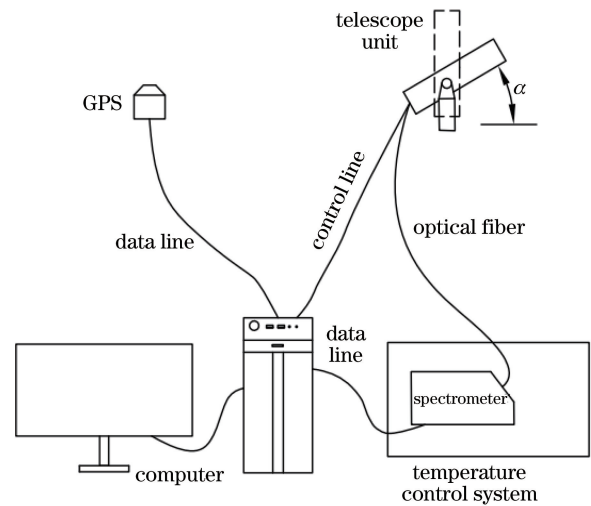 telescope
unit
GPS
α
control line
data line
optical fiber
data
line
spectrometer
computer
temperature
control system